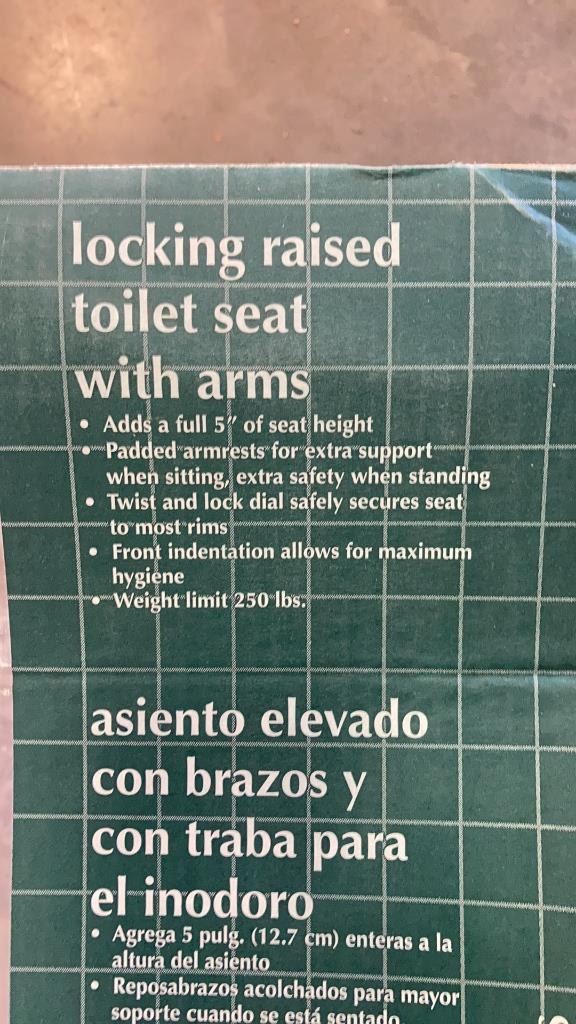 locking raised
toilet seat
with arms
• Adds a full 5" of seat height
• Padded armrests for extra support
when sitting, extra safety when standing
• Twist and lock dial safely secures seat
to most rims
• Front indentation allows for maximum
hygiene
• Weight limit 250 lbs.
asiento elevado
con brazos y
con traba para
el inodoro
• Agrega 5 pulg. (12.7 cm) enteras a la
altura del asiento
• Reposabrazos acolchados para mayor
soporte cuando se está sentado